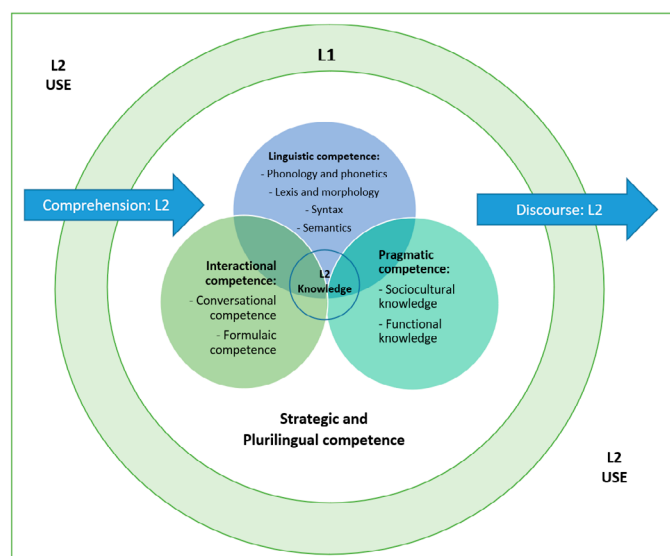 L2
USE
L1
Linguistic competence:
- Phonology and phonetics
- Lexis and morphology
- Syntax
- Semantics
Comprehension: L2
Discourse: L2
Interactional
competence:
- Conversational
competence
- Formulaic
competence
L2
Knowledge
Pragmatic
competence:
- Sociocultural
knowledge
- Functional
knowledge
Strategic and
Plurilingual competence
L2
USE